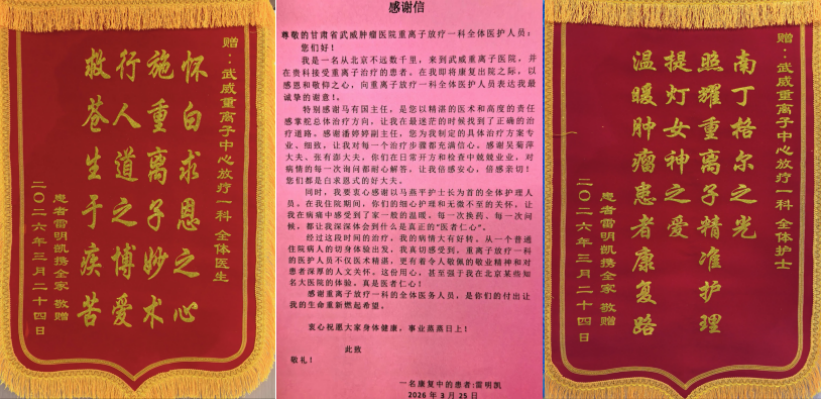 赠：武威重离子中心放疗一科 全体医生
怀白求恩之心
施重离子妙术
行人道之博爱
救苍生于疾苦
患者雷明凯携全家 敬赠
二〇二六年三月二十四日
感谢信
尊敬的甘肃省武威肿瘤医院重离子放疗一科全体医护人员：
您们好！
我是一名从北京不远数千里，来到武威重离子医院，并
在贵科接受重离子治疗的患者。在我即将康复出院之际，以
感恩和敬仰之心，向重离子放疗一科全体医护人员表达我最
诚挚的谢意！。
特别感谢马有国主任，是您以精湛的医术和高度的责任
感掌舵总体治疗方向，让我在最迷茫的时候找到了正确的治
疗道路。感谢潘婷婷副主任，您为我制定的具体治疗方案专
业、细致，让我对每一个治疗步骤都充满信心。感谢吴菊萍
大夫、张有澎大夫，你们在日常开方和检查中兢兢业业，对
病情的每一次询问都耐心解答，让我倍感安心，倍感亲切！
您们都是白求恩式的好大夫。
同时，我要衷心感谢以马燕平护士长为首的全体护理人
员。在我住院期间，你们的细心护理和无微不至的关怀，让
我在病痛中感受到了家一般的温暖。每一次换药、每一次问
候，都让我深深体会到什么是真正的“医者仁心”。
经过这段时间的治疗，我的病情大有好转，从一个普通
住院病人的切身体验出发，我真切感受到，重离子放疗一科
的医护人员不仅医术精湛，更有着令人敬佩的敬业精神和对
患者深厚的人文关怀。这份用心，甚至强于我在北京某些知
名大医院的体验，真是医者仁心！
感谢重离子放疗一科的全体医务人员，是你们的付出让
我的生命重新燃起希望。
衷心祝愿大家身体健康，事业蒸蒸日上！
此致
敬礼！
一名康复中的患者：雷明凯
2026 年 3 月 25 日
赠：武威重离子中心放疗一科 全体护士
南丁格尔之光
照耀重离子精准护理
提灯女神之爱
温暖肿瘤患者康复路
患者雷明凯携全家 敬赠
二〇二六年三月二十四日